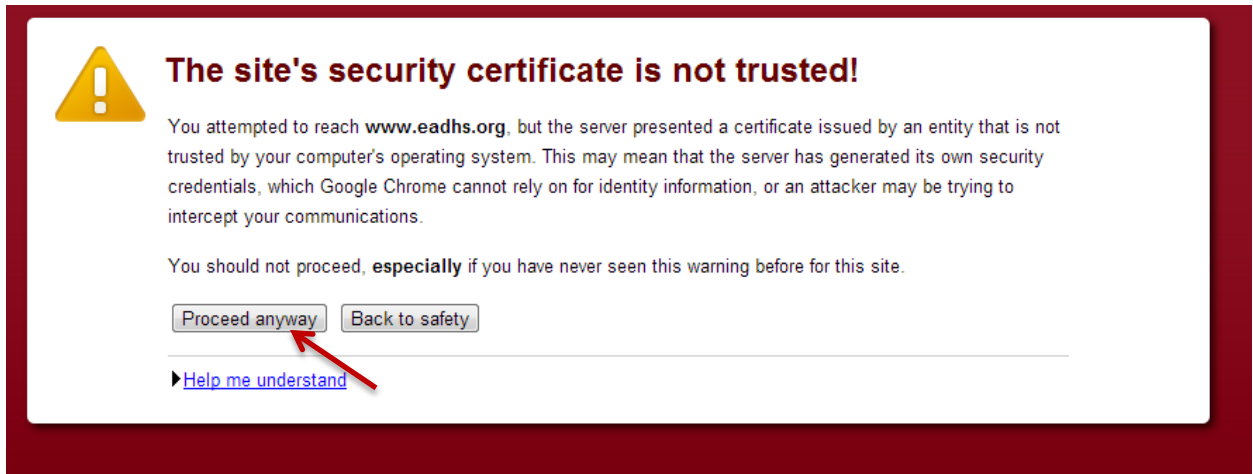 The site's security certificate is not trusted!
You attempted to reach www.eadhs.org, but the server presented a certificate issued by an entity that is not
trusted by your computer's operating system. This may mean that the server has generated its own security
credentials, which Google Chrome cannot rely on for identity information, or an attacker may be trying to
intercept your communications.
You should not proceed, especially if you have never seen this warning before for this site.
Proceed anyway Back to safety
Help me understand